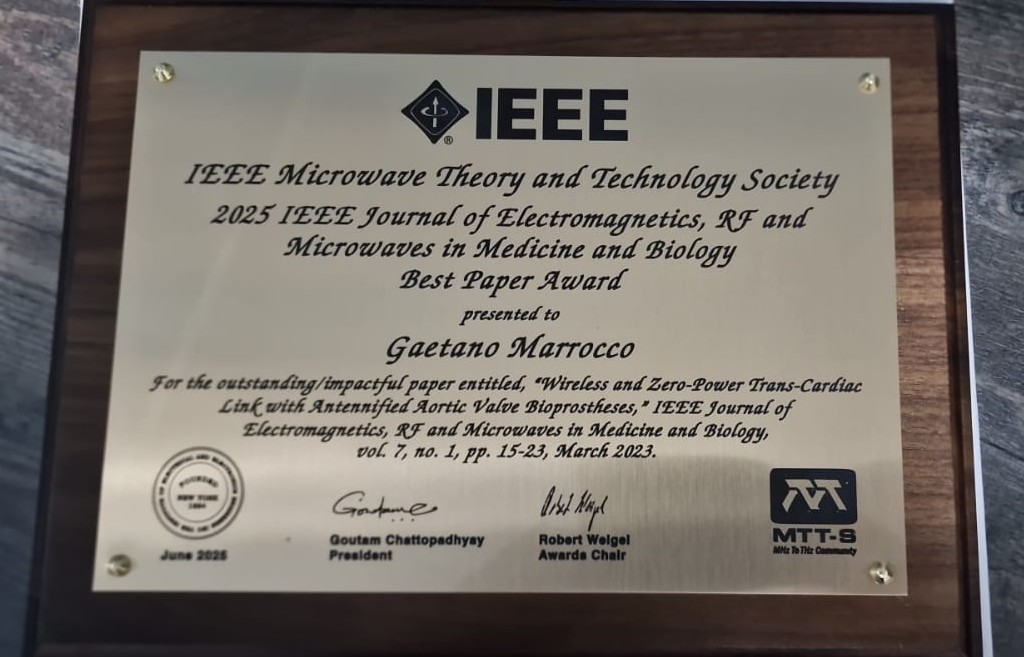 IEEE
IEEE Microwave Theory and Technology Society
2025 IEEE Journal of Electromagnetics, RF and
Microwaves in Medicine and Biology
Best Paper Award
presented to
Gaetano Marrocco
For the outstanding/impactful paper entitled, “Wireless and Zero-Power Trans-Cardiac
Link with Antennified Aortic Valve Bioprostheses,” IEEE Journal of
Electromagnetics, RF and Microwaves in Medicine and Biology,
vol. 7, no. 1, pp. 15-23, March 2023.
FOUNDED
NEW YORK
1884
June 2025
Goutam Chattopadhyay
President
Robert Weigel
Awards Chair
MTT-S
MHz To THz Community